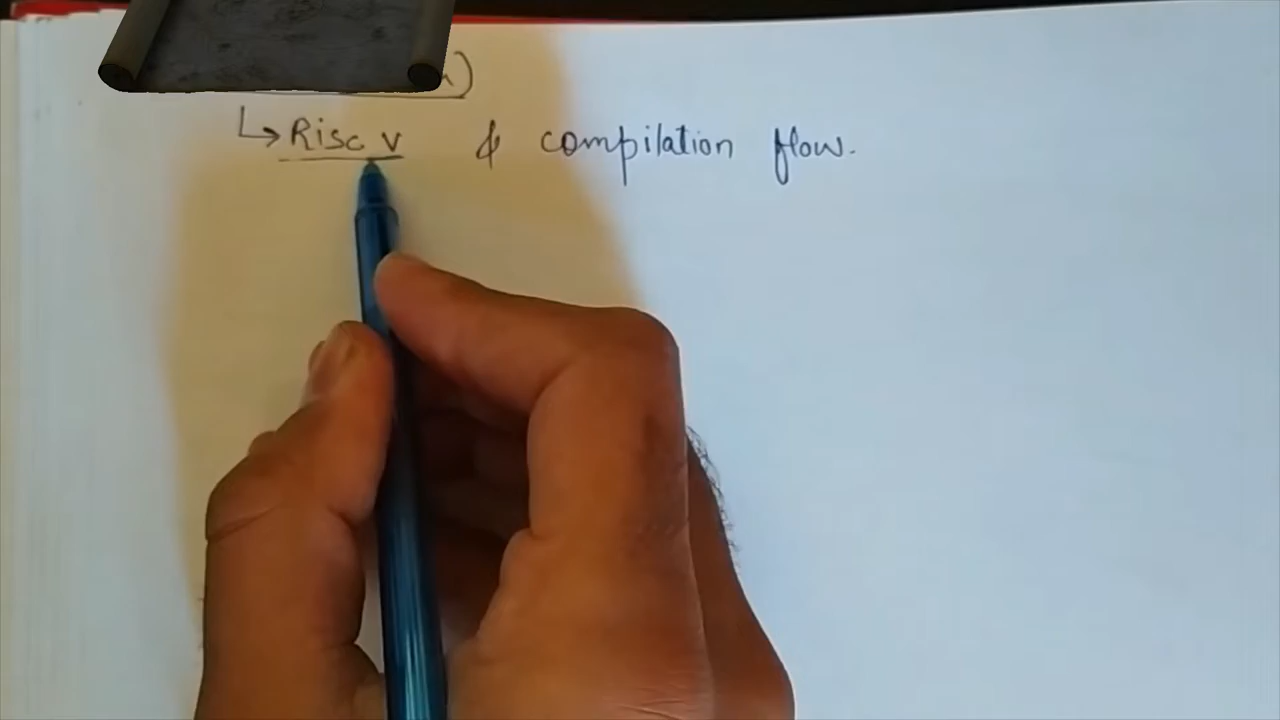 ↳ Risc v & compilation flow.